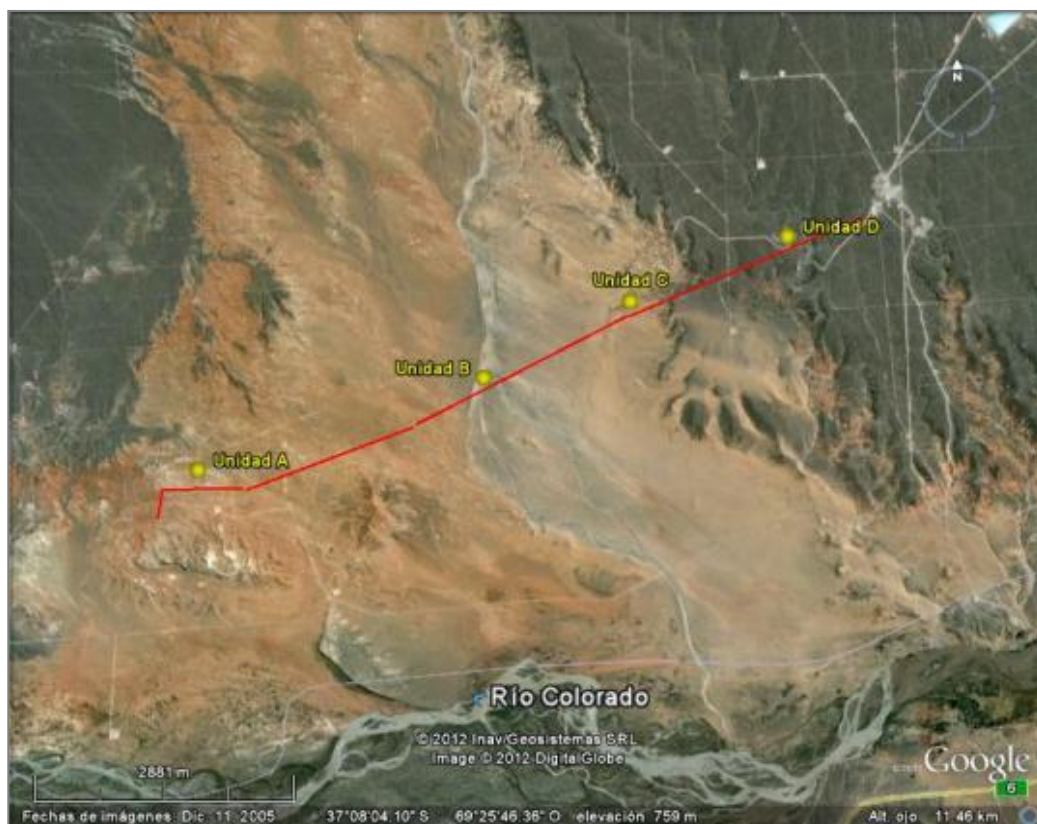 N
Unidad D
Unidad C
Unidad B
Unidad A
Río Colorado
© 2012 Inav/Geosistemas SRL
Image © 2012 DigitalGlobe
2881 m
Google
6
Fechas de imágenes: Dic 11, 2005 37°08'04.10" S 69°25'46.36" O elevación 759 m Alt. ojo 11.46 km